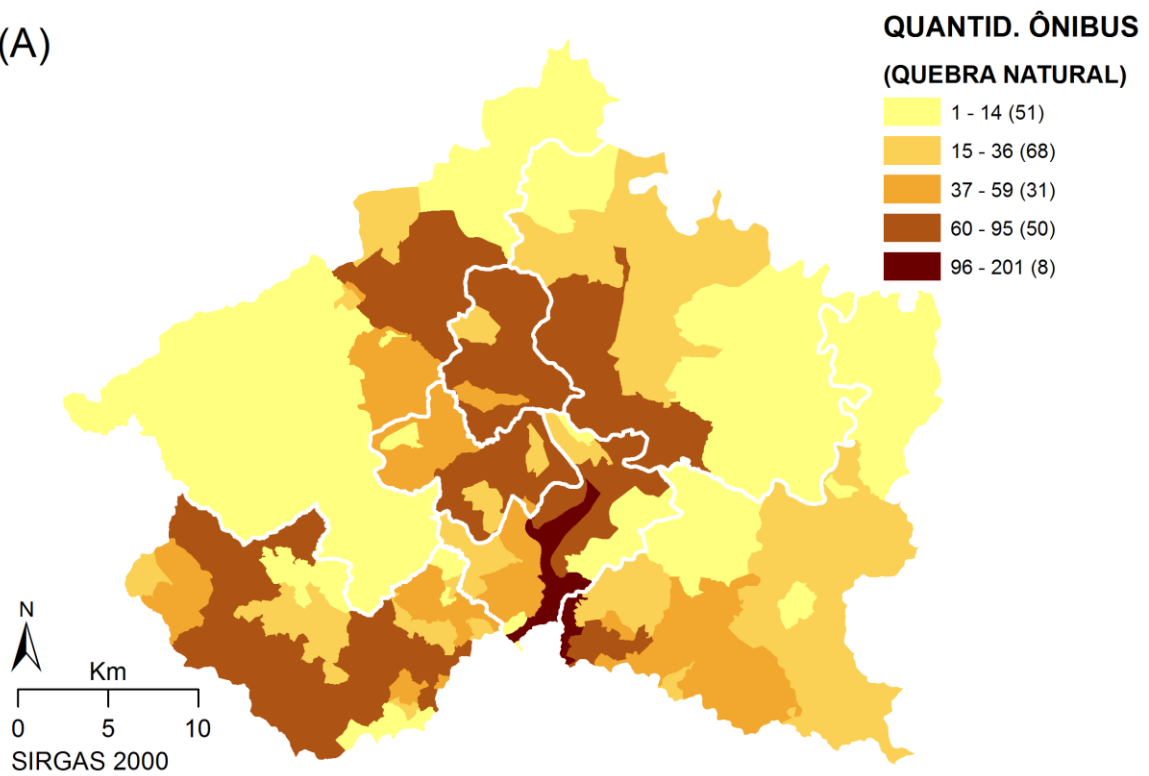 (A)
QUANTID. ÔNIBUS
(QUEBRA NATURAL)
1 - 14 (51)
15 - 36 (68)
37 - 59 (31)
60 - 95 (50)
96 - 201 (8)
N
Km
0 5 10
SIRGAS 2000